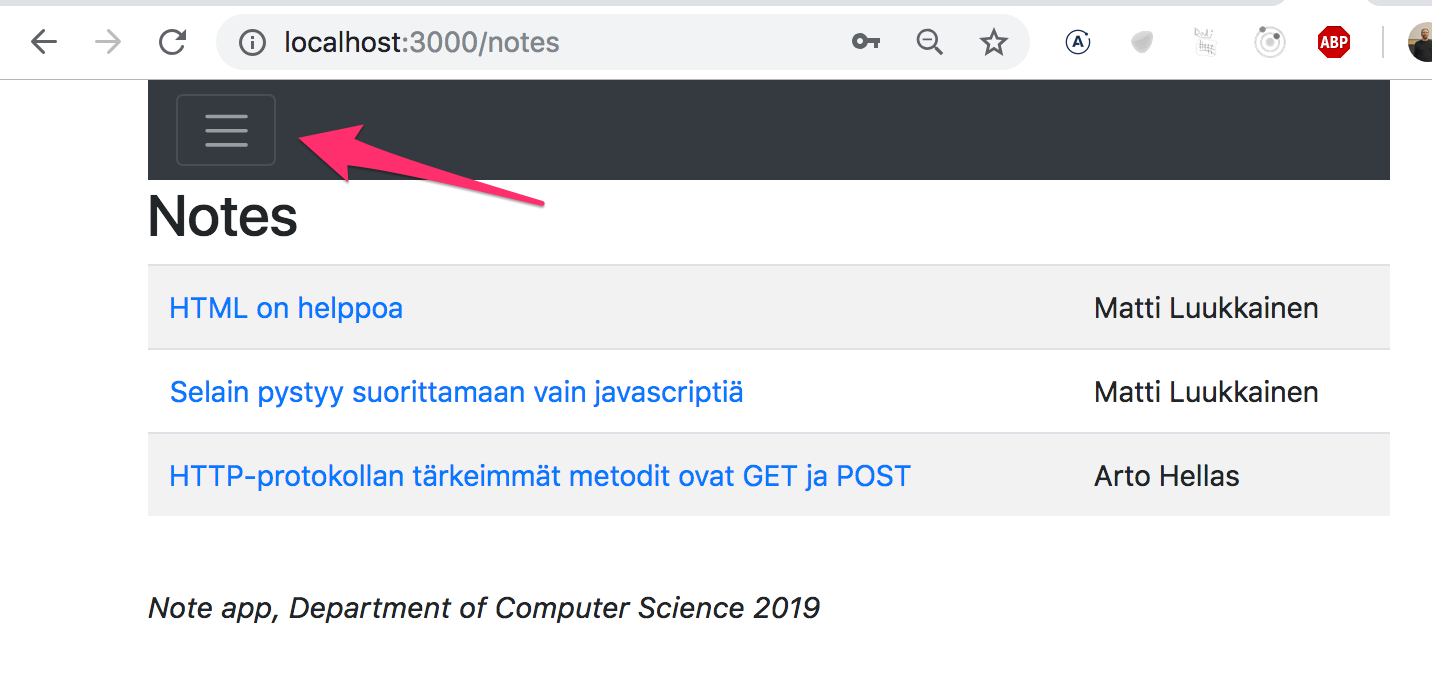 localhost:3000/notes
ABP
Notes
HTML on helppoa Matti Luukkainen
Selain pystyy suorittamaan vain javascriptiä Matti Luukkainen
HTTP-protokollan tärkeimmät metodit ovat GET ja POST Arto Hellas
Note app, Department of Computer Science 2019